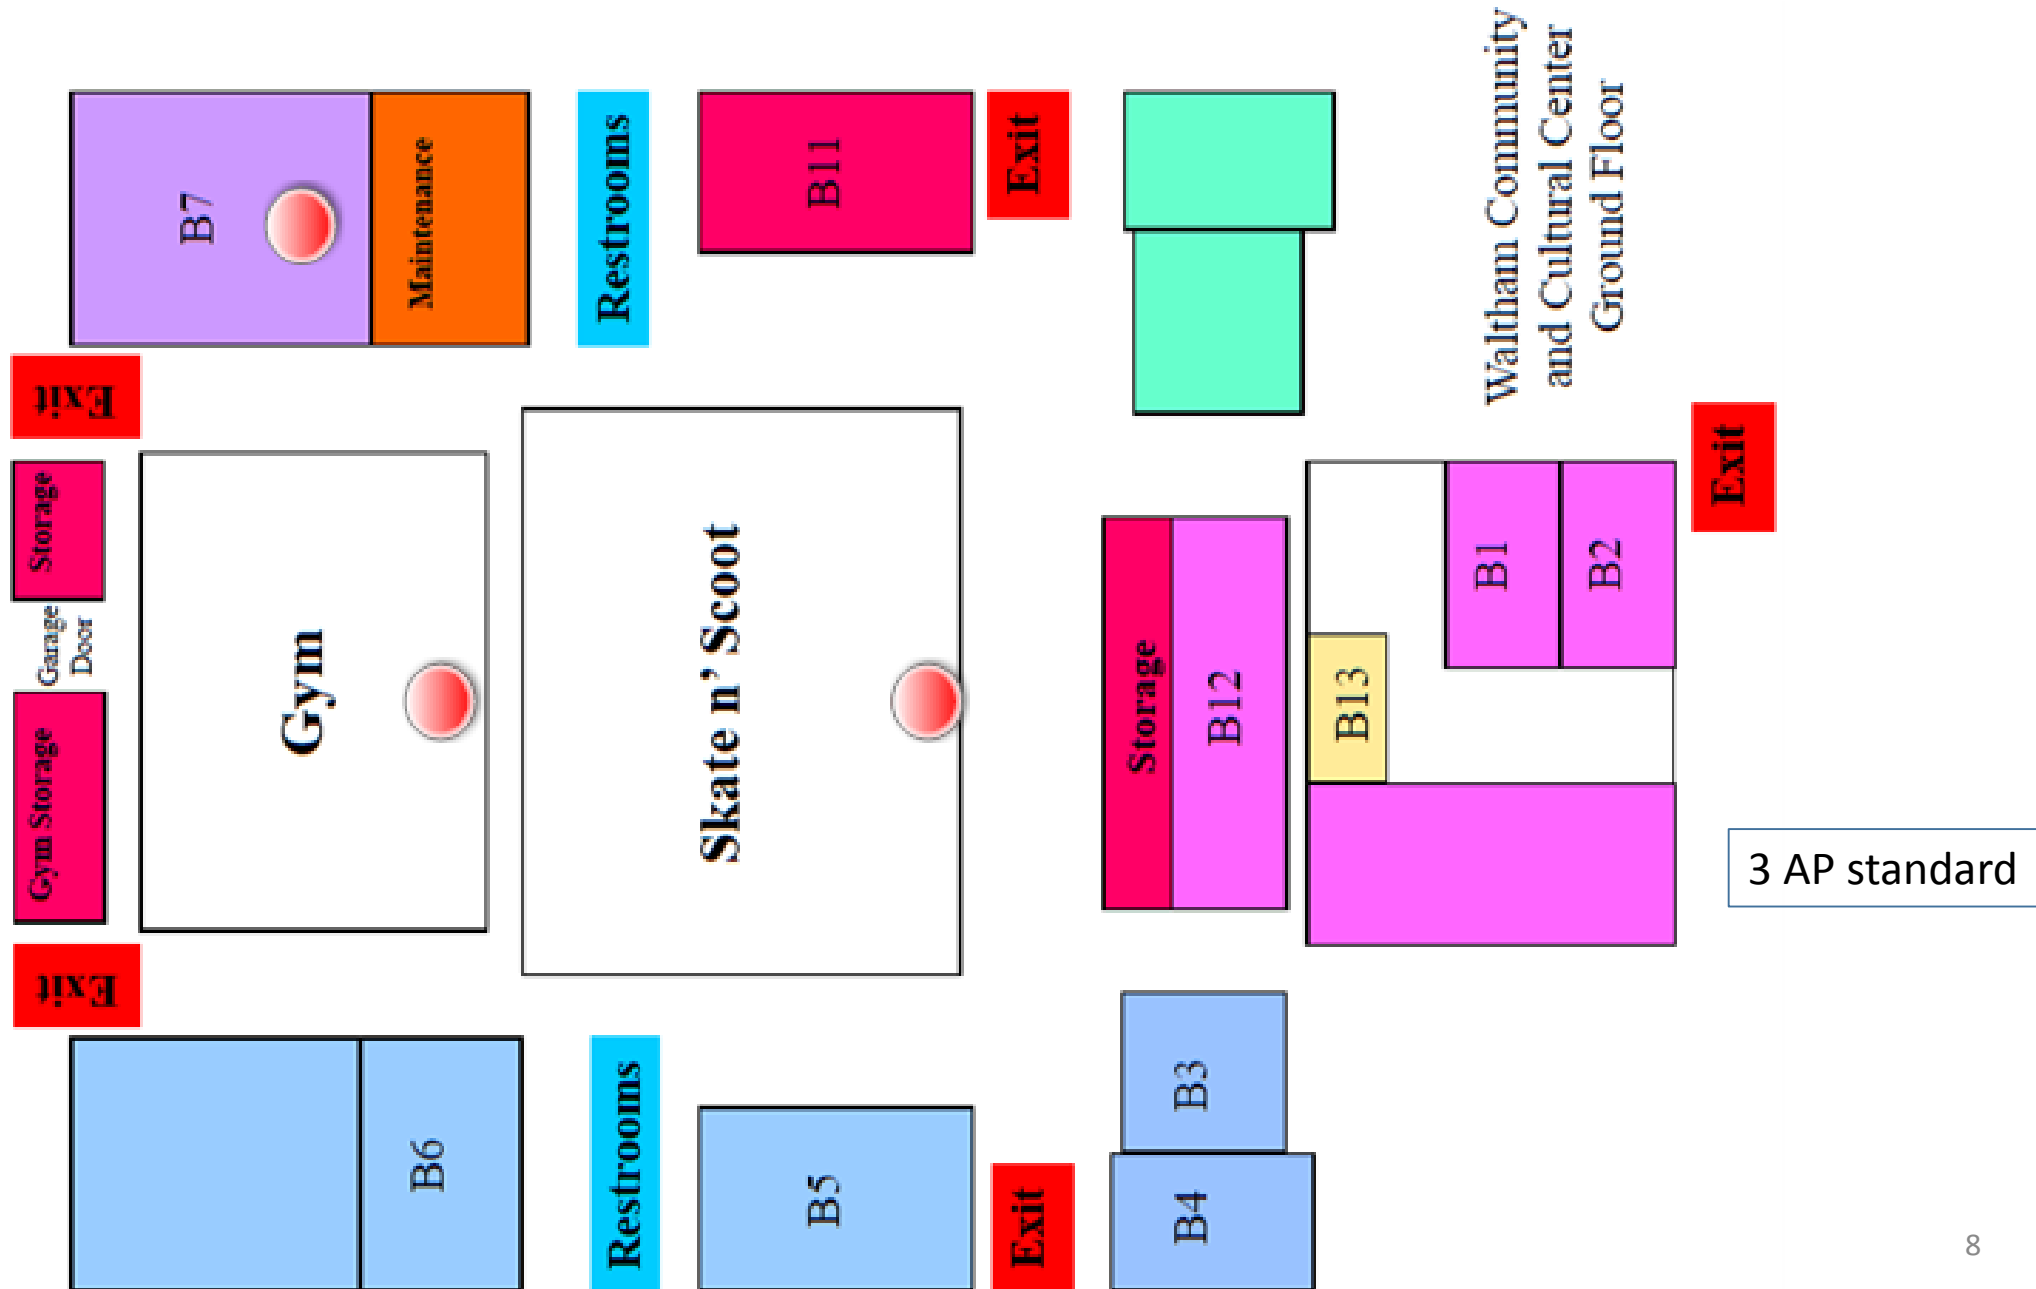 B7
Maintenance
Restrooms
B11
Exit
Waltham Community
and Cultural Center
Ground Floor
Exit
Storage
Garage
Door
Gym Storage
Gym
Skate n' Scoot
Storage
B12
B13
B1
B2
Exit
3 AP standard
Exit
B6
Restrooms
B5
Exit
B3
B4
8